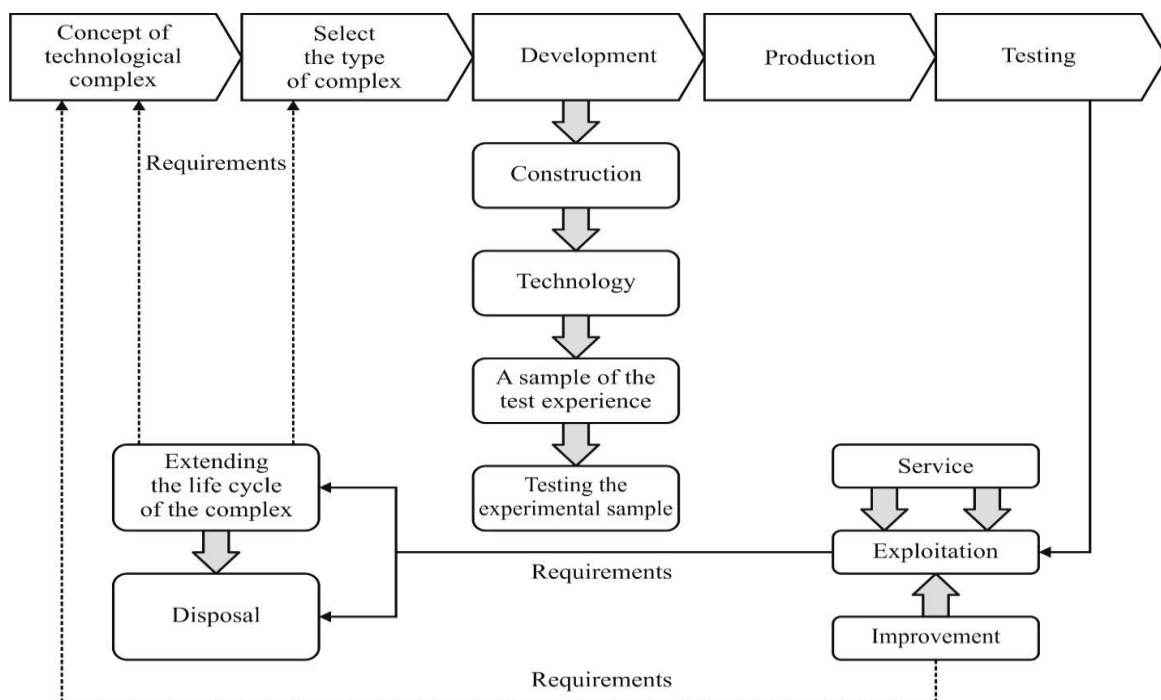 Concept of
technological
complex
Select
the type
of complex
Development
Production
Testing
Requirements
Construction
Technology
A sample of the
test experience
Testing the
experimental sample
Extending
the life cycle
of the complex
Disposal
Service
Exploitation
Requirements
Improvement
Requirements